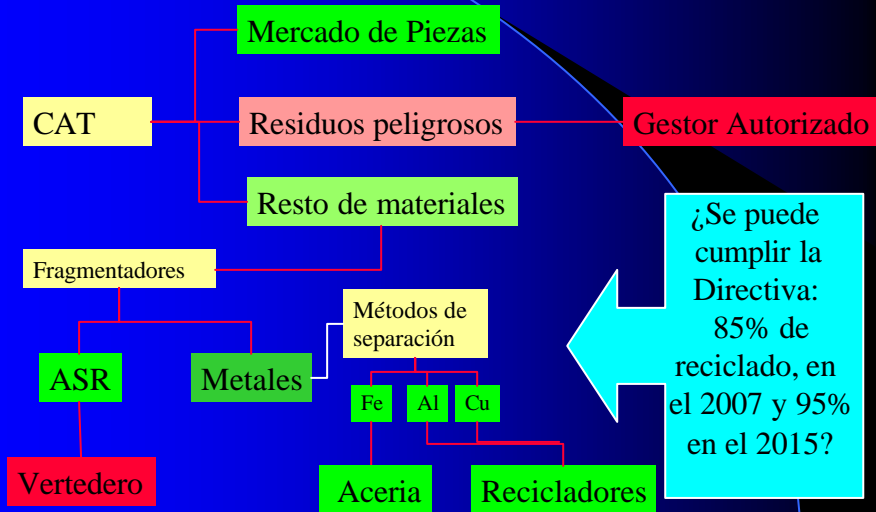 Mercado de Piezas
CAT
Residuos peligrosos
Gestor Autorizado
Resto de materiales
Fragmentadores
Métodos de
separación
ASR
Metales
Fe
Al
Cu
Vertedero
Aceria
Recicladores
¿Se puede
cumplir la
Directiva:
85% de
reciclado, en
el 2007 y 95%
en el 2015?